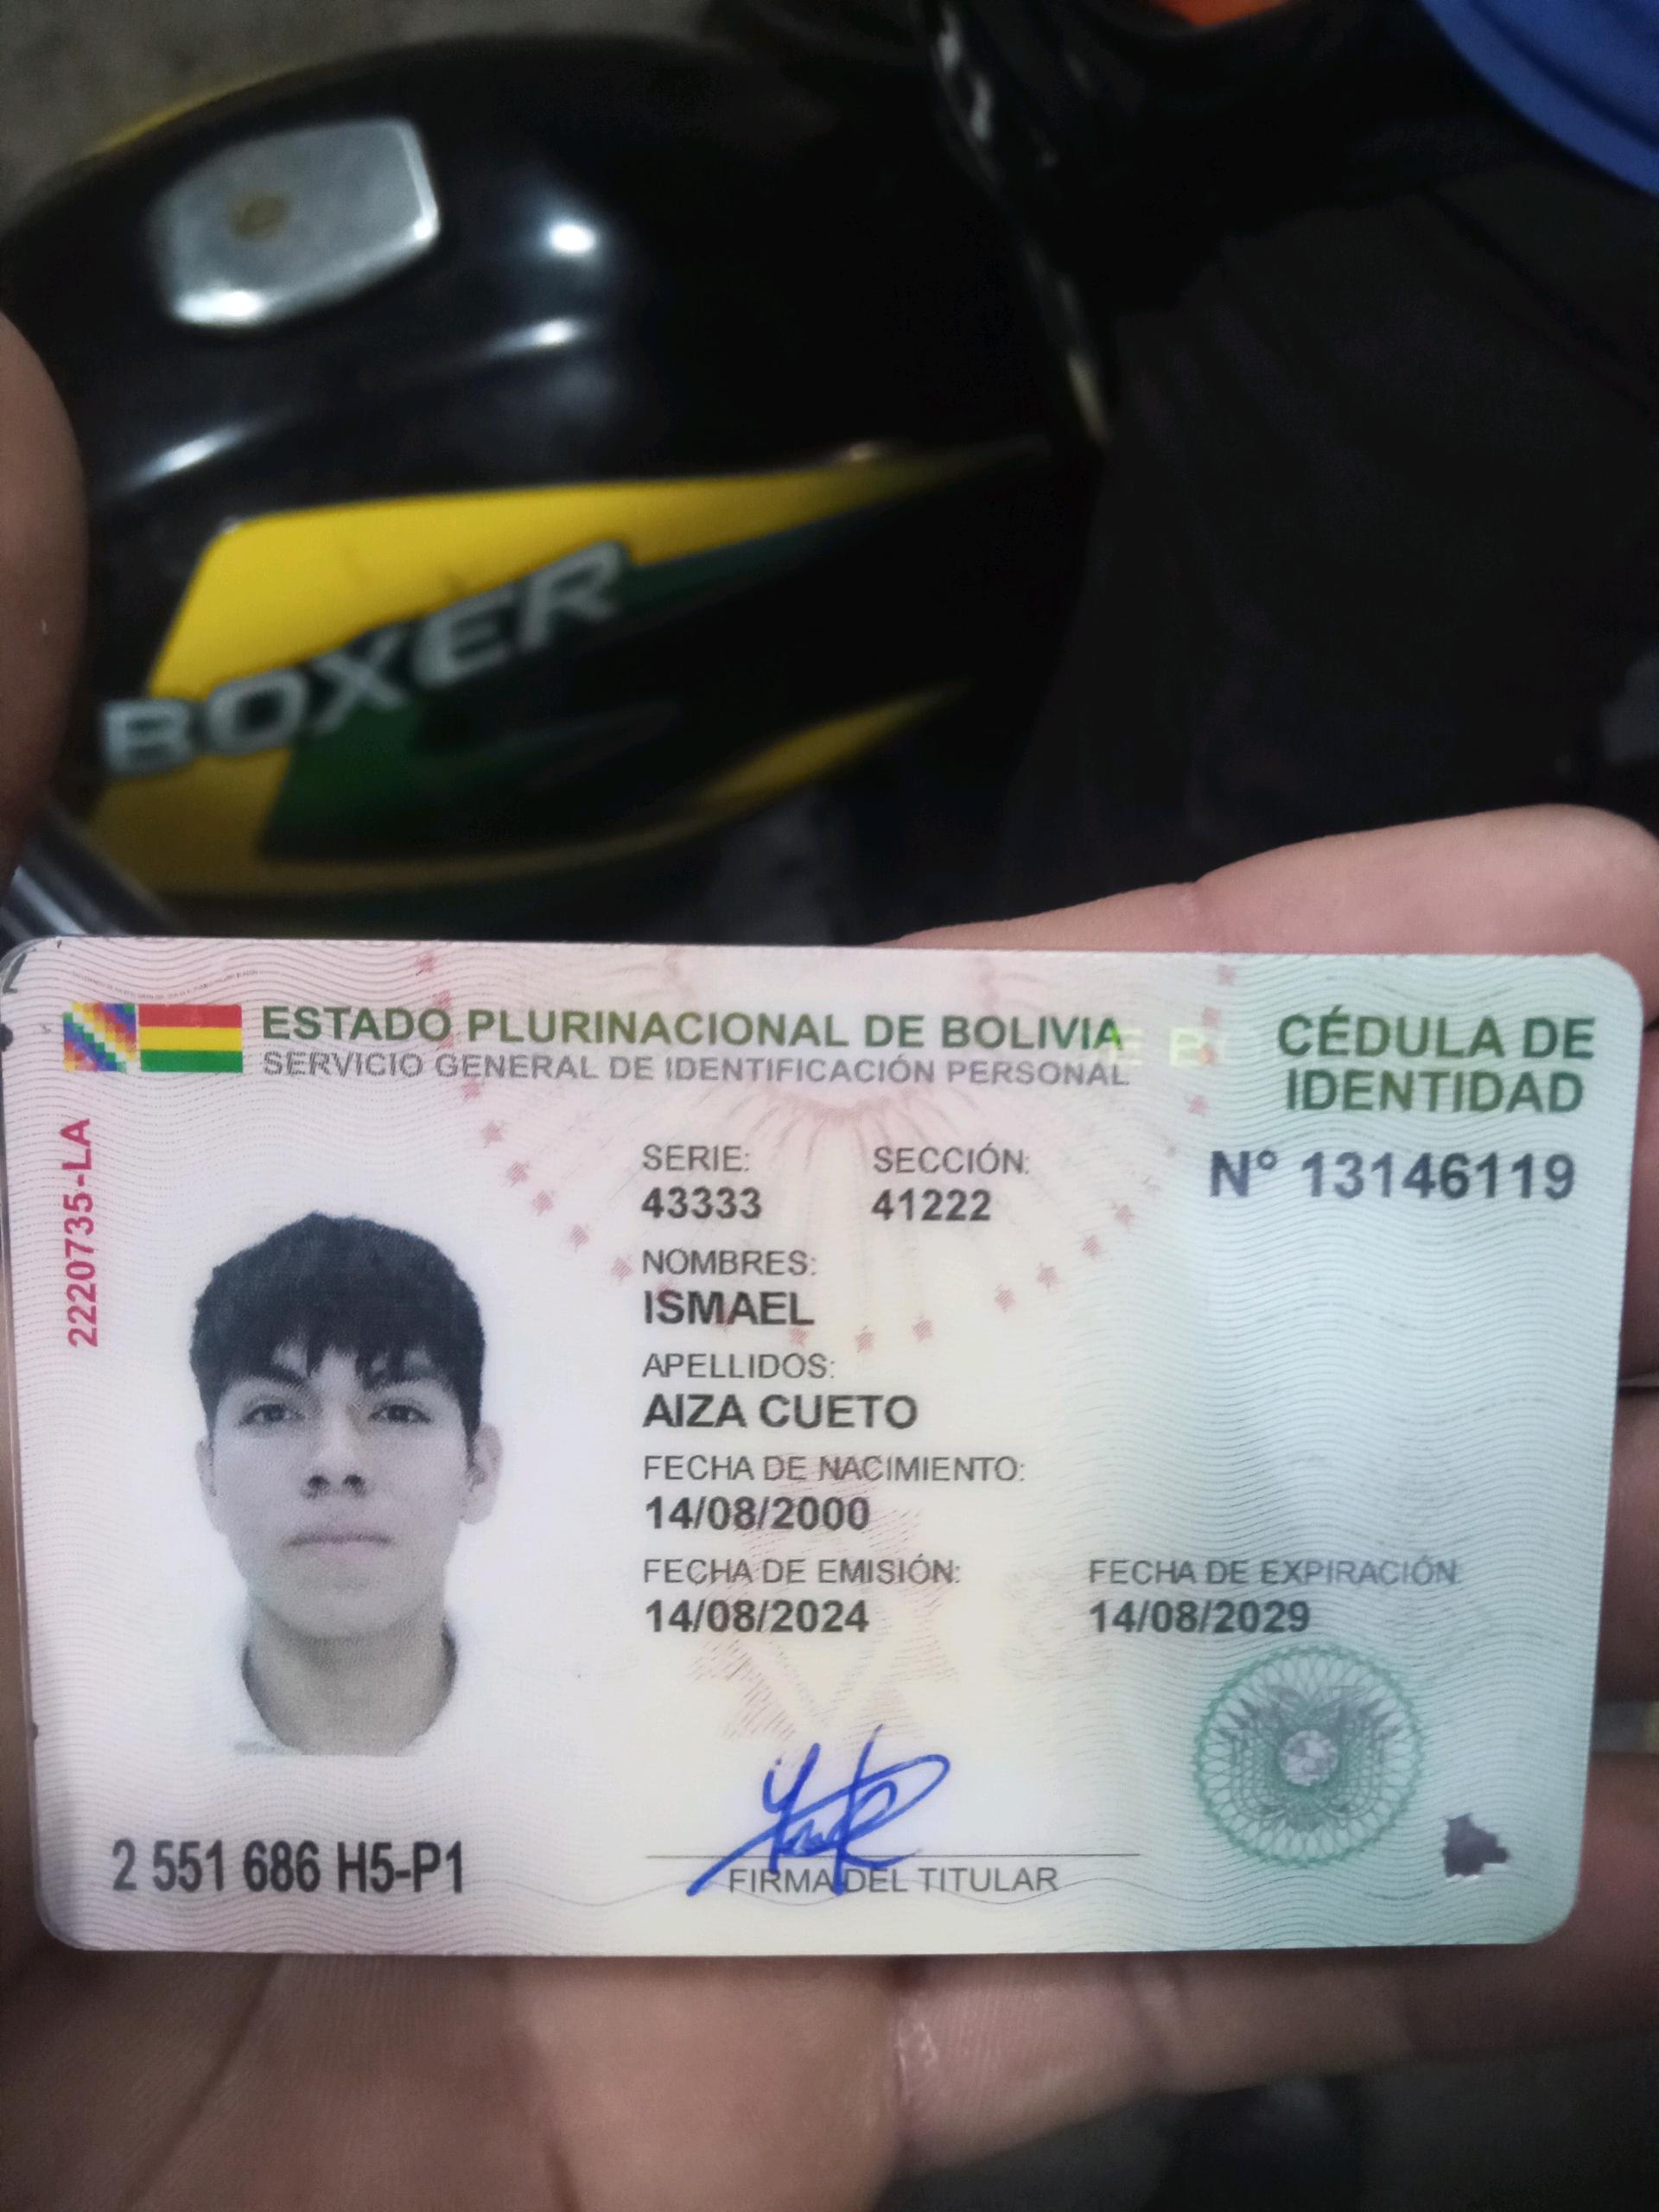 BOXER
ESTADO PLURINACIONAL DE BOLIVIA
SERVICIO GENERAL DE IDENTIFICACIÓN PERSONAL
CÉDULA DE
IDENTIDAD
Nº 13146119
2220735-LA
SERIE: SECCIÓN:
43333 41222
NOMBRES:
ISMAEL
APELLIDOS:
AIZA CUETO
FECHA DE NACIMIENTO:
14/08/2000
FECHA DE EMISIÓN: FECHA DE EXPIRACIÓN:
14/08/2024 14/08/2029
2 551 686 H5-P1
FIRMA DEL TITULAR